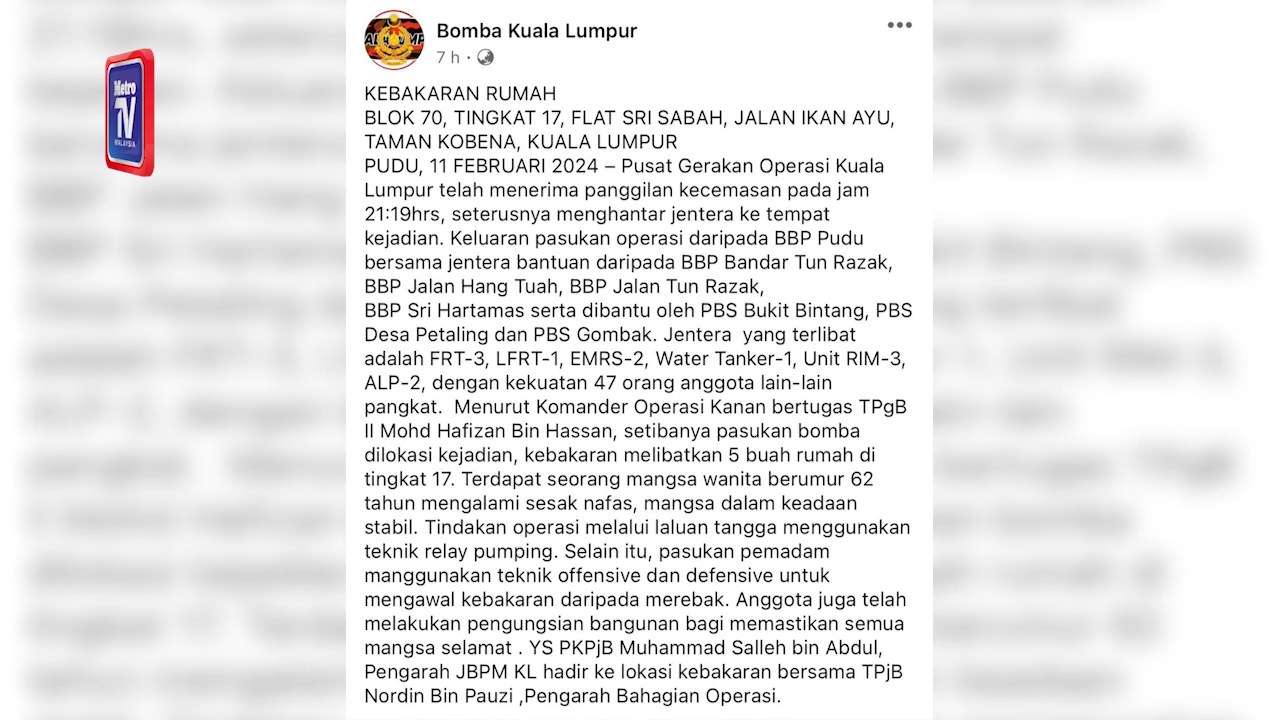 Metro
TV
MALAYSIA
Bomba Kuala Lumpur
7 h ·
KEBAKARAN RUMAH
BLOK 70, TINGKAT 17, FLAT SRI SABAH, JALAN IKAN AYU,
TAMAN KOBENA, KUALA LUMPUR
PUDU, 11 FEBRUARI 2024 – Pusat Gerakan Operasi Kuala
Lumpur telah menerima panggilan kecemasan pada jam
21:19hrs, seterusnya menghantar jentera ke tempat
kejadian. Keluaran pasukan operasi daripada BBP Pudu
bersama jentera bantuan daripada BBP Bandar Tun Razak,
BBP Jalan Hang Tuah, BBP Jalan Tun Razak,
BBP Sri Hartamas serta dibantu oleh PBS Bukit Bintang, PBS
Desa Petaling dan PBS Gombak. Jentera  yang terlibat
adalah FRT-3, LFRT-1, EMRS-2, Water Tanker-1, Unit RIM-3,
ALP-2, dengan kekuatan 47 orang anggota lain-lain
pangkat.  Menurut Komander Operasi Kanan bertugas TPgB
II Mohd Hafizan Bin Hassan, setibanya pasukan bomba
dilokasi kejadian, kebakaran melibatkan 5 buah rumah di
tingkat 17. Terdapat seorang mangsa wanita berumur 62
tahun mengalami sesak nafas, mangsa dalam keadaan
stabil. Tindakan operasi melalui laluan tangga menggunakan
teknik relay pumping. Selain itu, pasukan pemadam
manggunakan teknik offensive dan defensive untuk
mengawal kebakaran daripada merebak. Anggota juga telah
melakukan pengungsian bangunan bagi memastikan semua
mangsa selamat . YS PKPjB Muhammad Salleh bin Abdul,
Pengarah JBPM KL hadir ke lokasi kebakaran bersama TPjB
Nordin Bin Pauzi ,Pengarah Bahagian Operasi.